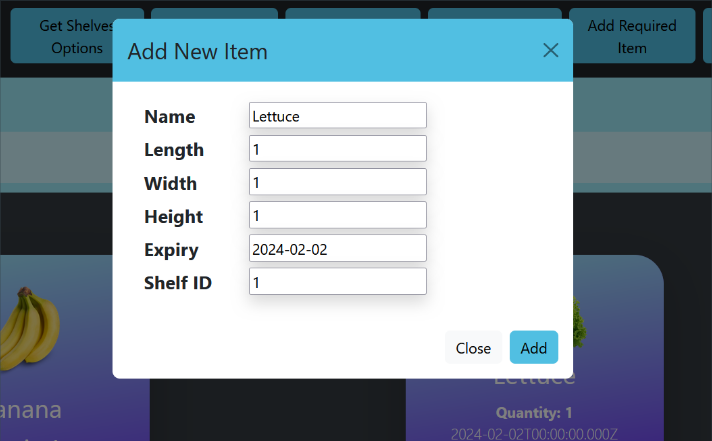 Get Shelves
Options
Add Required
Item
Add New Item
Name
Lettuce
Length
1
Width
1
Height
1
Expiry
2024-02-02
Shelf ID
1
Close
Add
anana
Lettuce
Quantity: 1
2024-02-02T00:00:00.000Z